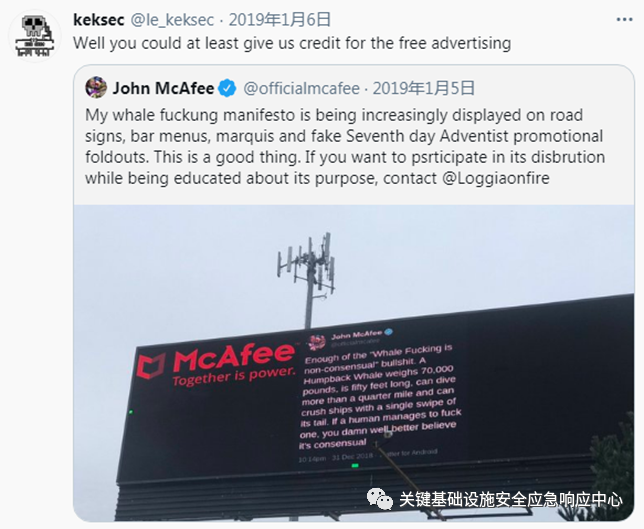 keksec @le_keksec · 2019年1月6日
Well you could at least give us credit for the free advertising
John McAfee @officialmcafee · 2019年1月5日
My whale fuckung manifesto is being increasingly displayed on road
signs, bar menus, marquis and fake Seventh day Adventist promotional
foldouts. This is a good thing. If you want to psrticipate in its disbrution
while being educated about its purpose, contact @Loggiaonfire
McAfee™
Together is power.
John McAfee
@officialmcafee
Enough of the "Whale Fucking is
non-consensual" bullshit. A
Humpback Whale weighs 70,000
pounds, is fifty feet long, can dive
more than a quarter mile and can
crush ships with a single swipe of
its tail. If a human manages to fuck
one, you damn well better believe
it's consensual
10:14pm 31 Dec 2018 for Android
关键基础设施安全应急响应中心